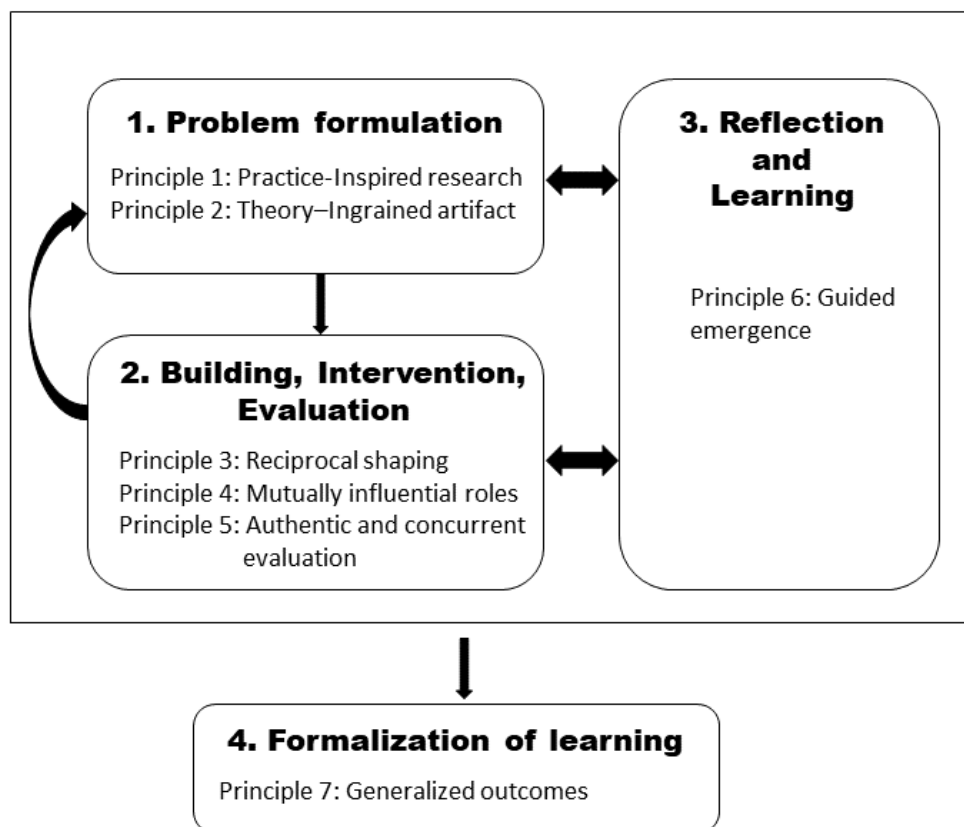 1. Problem formulation
Principle 1: Practice-Inspired research
Principle 2: Theory–Ingrained artifact
2. Building, Intervention,
Evaluation
Principle 3: Reciprocal shaping
Principle 4: Mutually influential roles
Principle 5: Authentic and concurrent
evaluation
3. Reflection
and
Learning
Principle 6: Guided
emergence
4. Formalization of learning
Principle 7: Generalized outcomes